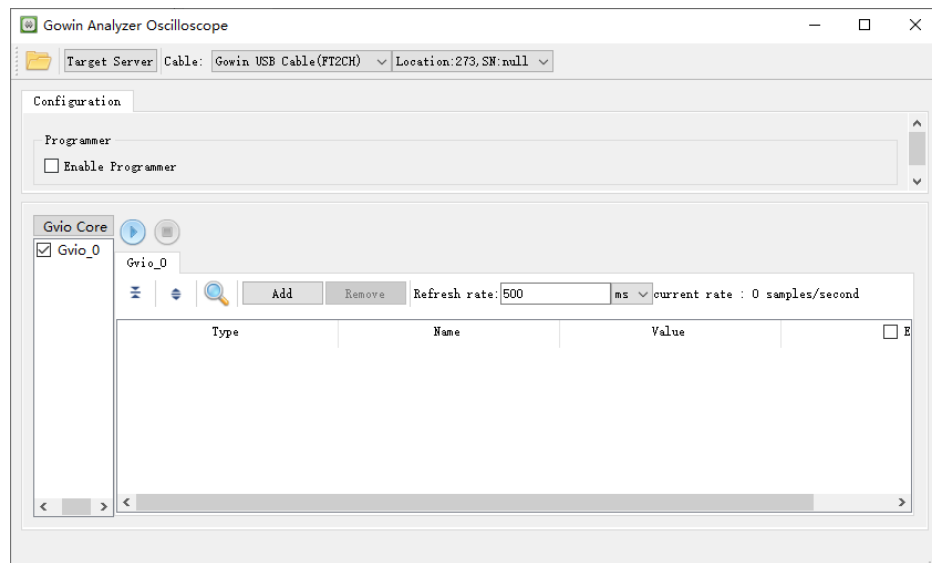 Gowin Analyzer Oscilloscope
Target Server Cable: Gowin USB Cable(FT2CH) Location:273,SN:null
Configuration
Programmer
Enable Programmer
Gvio Core
Gvio_0
Gvio_0
Add Remove Refresh rate: 500 ms current rate : 0 samples/second
Type Name Value E